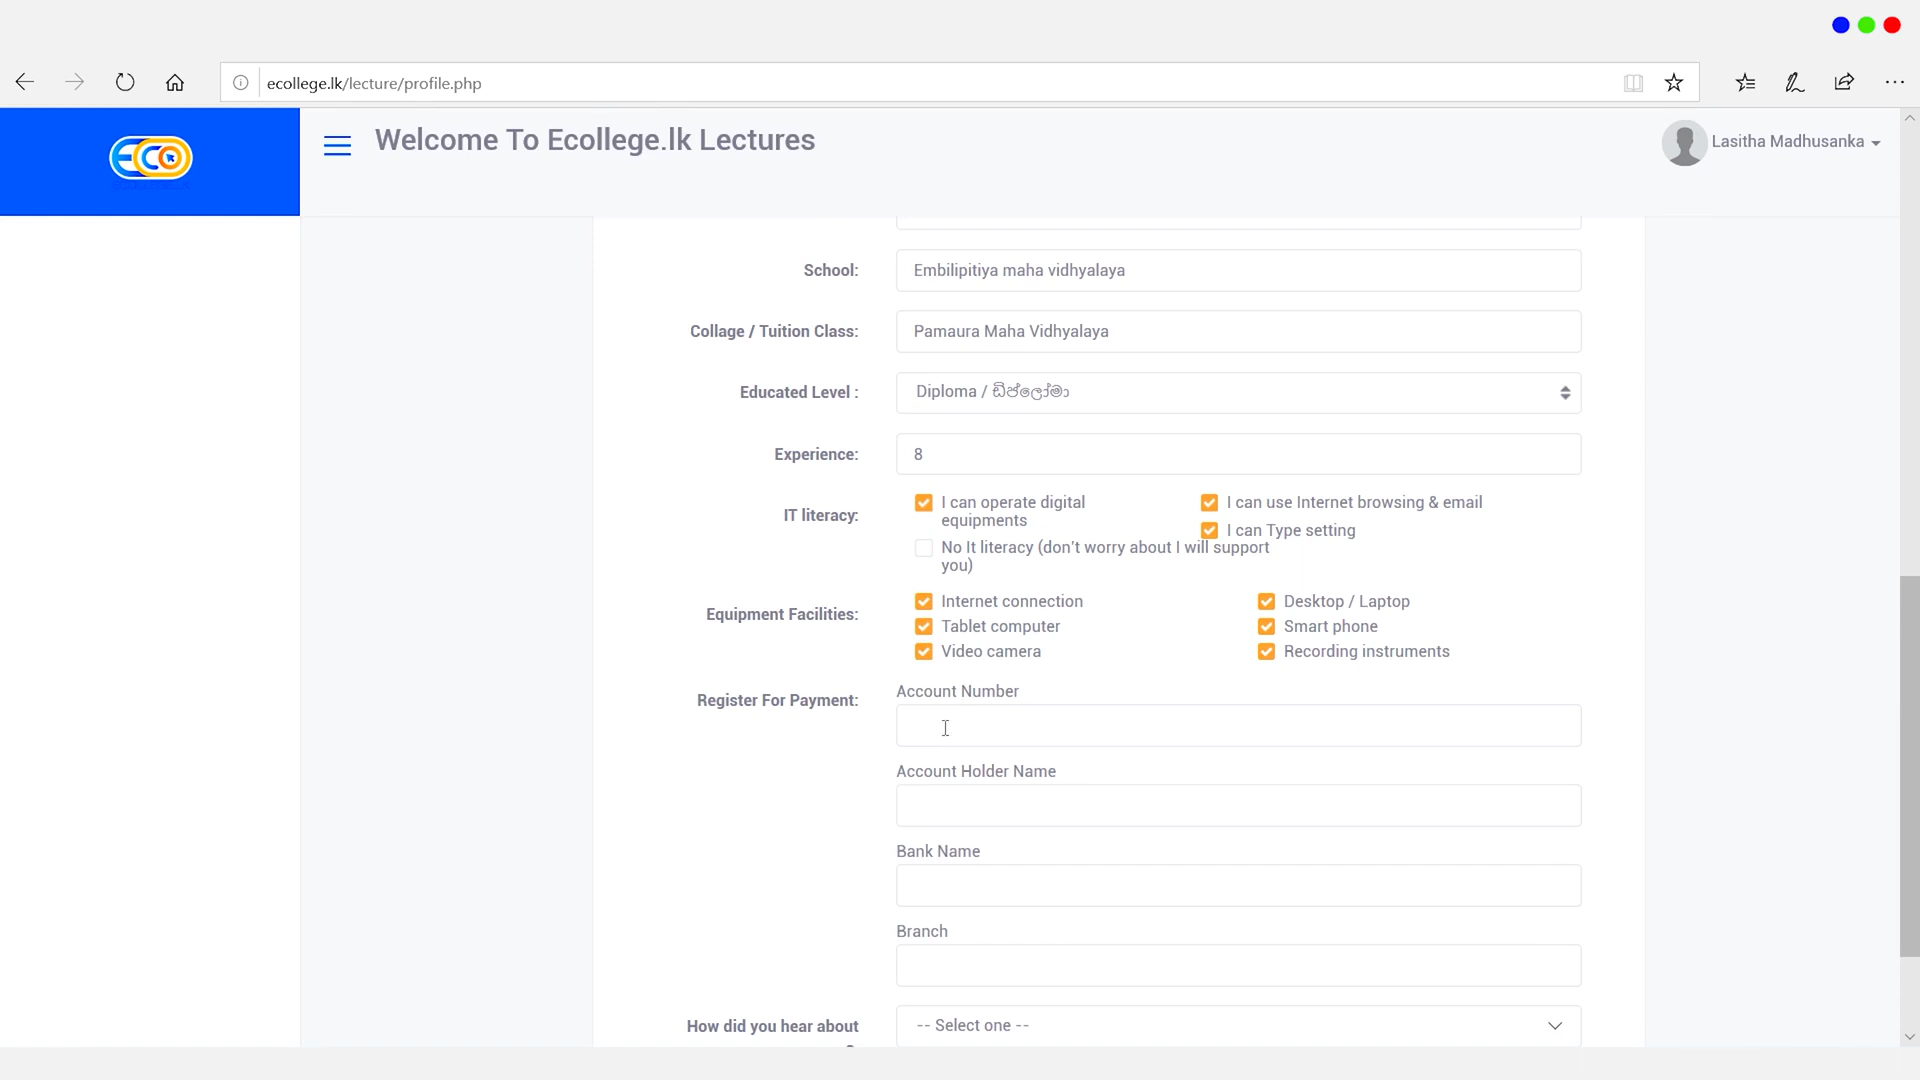 ecollege.lk/lecture/profile.php
ECO
Welcome To Ecollege.lk Lectures
Lasitha Madhusanka
School:
Embilipitiya maha vidhyalaya
Collage / Tuition Class:
Pamaura Maha Vidhyalaya
Educated Level :
Diploma / ඩිප්ලෝමා
Experience:
8
IT literacy:
I can operate digital
equipments
I can use Internet browsing & email
I can Type setting
No It literacy (don't worry about I will support
you)
Equipment Facilities:
Internet connection
Desktop / Laptop
Tablet computer
Smart phone
Video camera
Recording instruments
Register For Payment:
Account Number
Account Holder Name
Bank Name
Branch
How did you hear about
-- Select one --